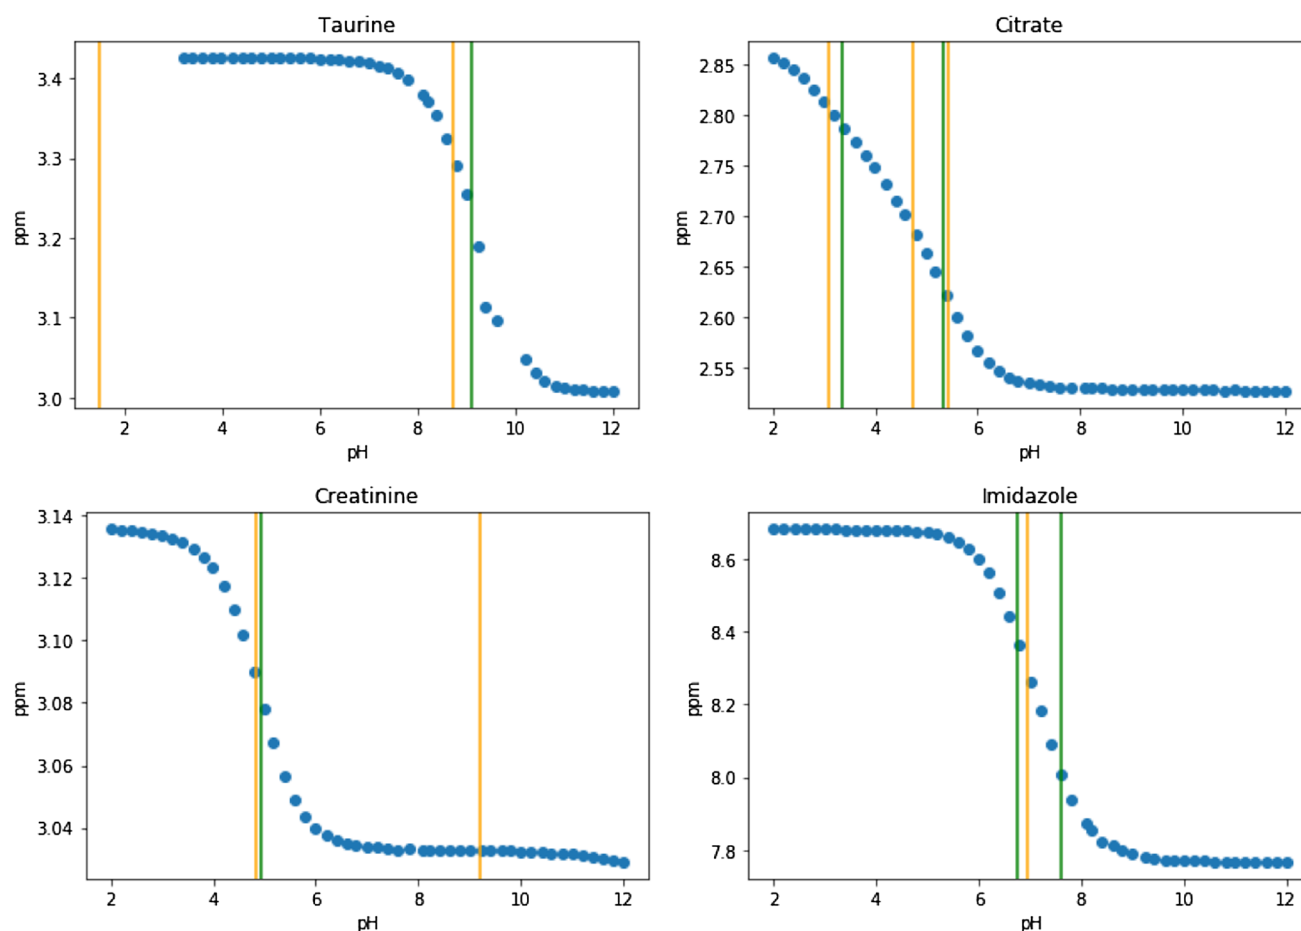 Taurine
3.4
3.3
3.2
3.1
3.0
ppm
2 4 6 8 10 12
pH
Citrate
2.85
2.80
2.75
2.70
2.65
2.60
2.55
ppm
2 4 6 8 10 12
pH
Creatinine
3.14
3.12
3.10
3.08
3.06
3.04
ppm
2 4 6 8 10 12
pH
Imidazole
8.6
8.4
8.2
8.0
7.8
ppm
2 4 6 8 10 12
pH